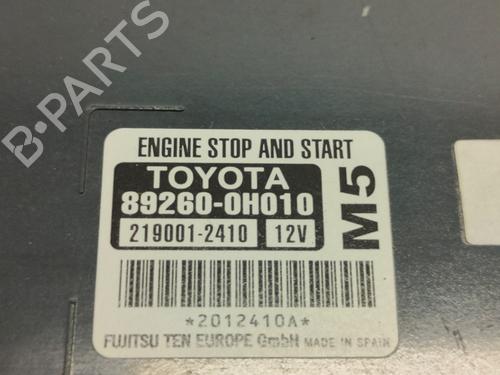 B-PARTS
ENGINE STOP AND START
TOYOTA
89260-0H010
219001-2410 12V
M5
*2012410A*
FUJITSU TEN EUROPE GmbH MADE IN SPAIN